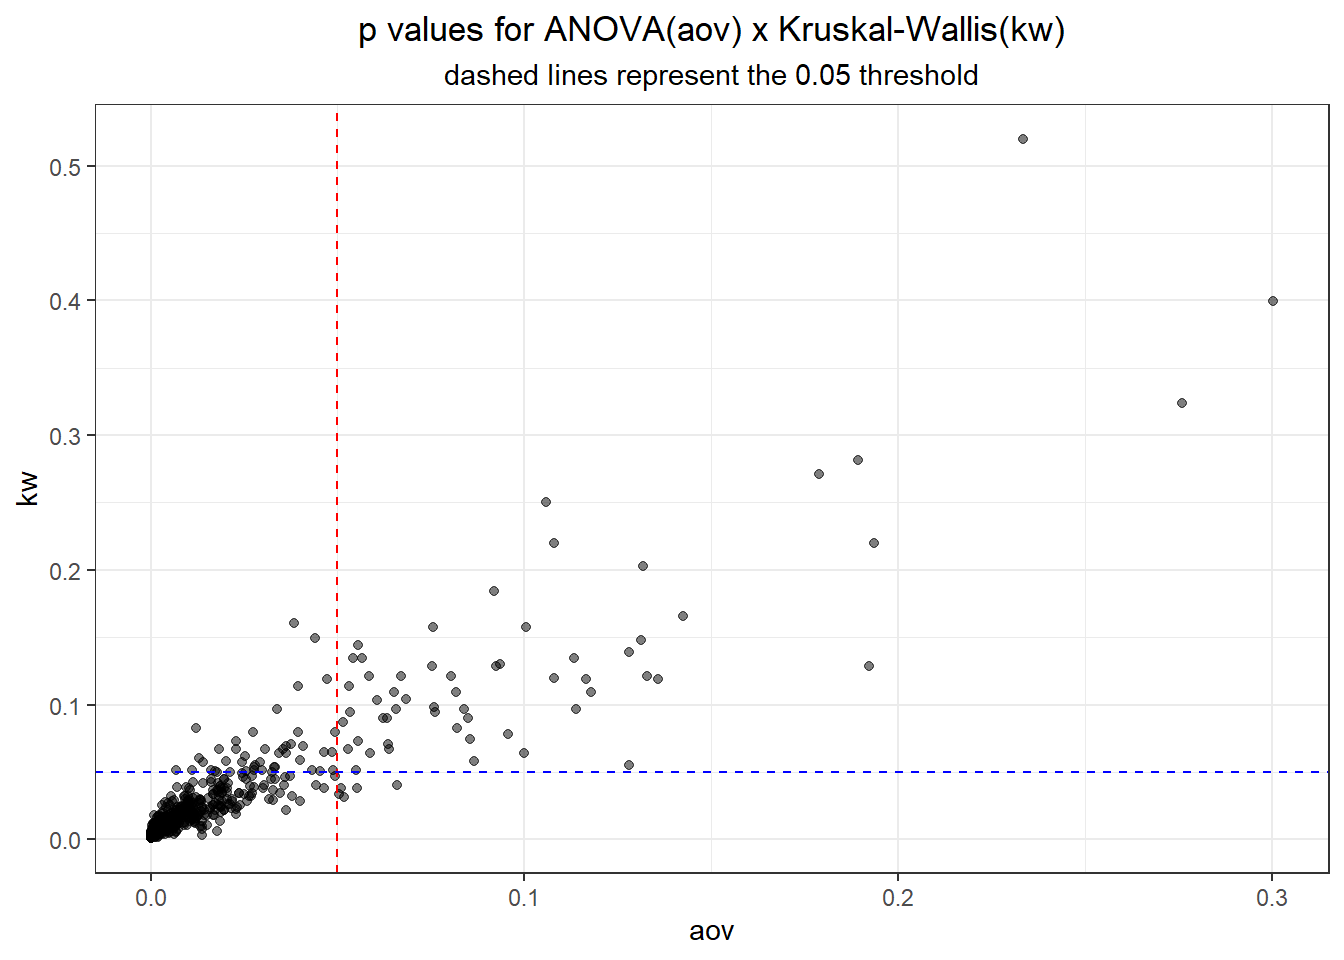 p values for ANOVA(aov) x Kruskal-Wallis(kw)
dashed lines represent the 0.05 threshold
0.5
0.4
0.3
0.2
0.1
0.0
kw
0.0 0.1 0.2 0.3
aov